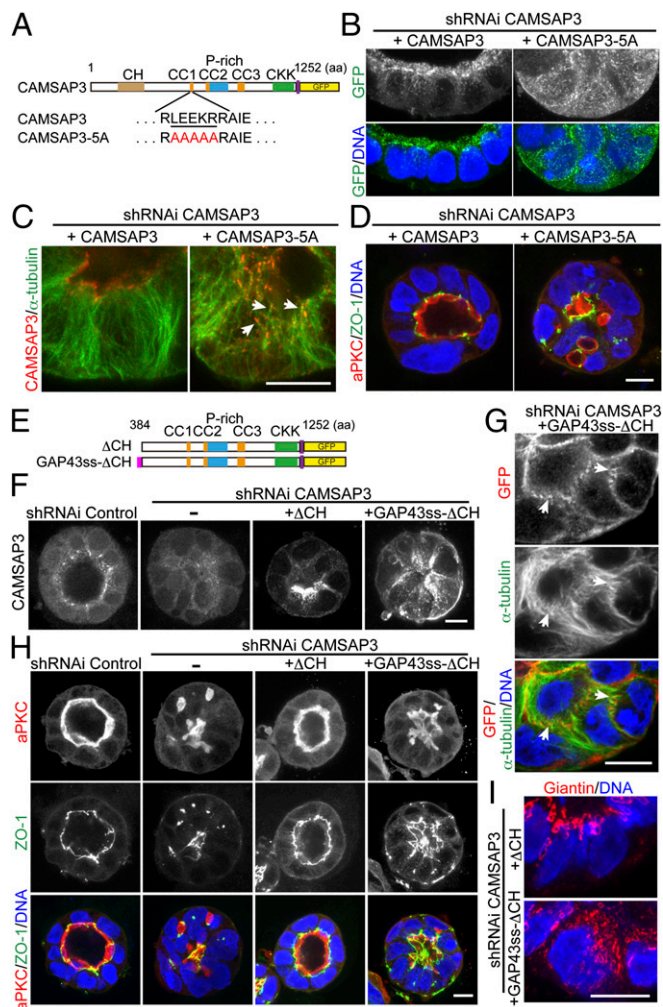 A
1
1252 (aa)
P-rich
CH
CC1
CC2
CC3
CKK
CAMSAP3
GFP
CAMSAP3
. . . RLEEKRRAIE . . .
CAMSAP3-5A
. . . RAAAAARAIE . . .
B
shRNAi CAMSAP3
+ CAMSAP3
+ CAMSAP3-5A
GFP
GFP/DNA
C
shRNAi CAMSAP3
+ CAMSAP3
+ CAMSAP3-5A
CAMSAP3/α-tubulin
D
shRNAi CAMSAP3
+ CAMSAP3
+ CAMSAP3-5A
aPKC/ZO-1/DNA
E
384
1252 (aa)
P-rich
CC1
CC2
CC3
CKK
ΔCH
GFP
GAP43ss-ΔCH
GFP
F
shRNAi CAMSAP3
shRNAi Control
–
+ΔCH
+GAP43ss-ΔCH
CAMSAP3
G
shRNAi CAMSAP3
+GAP43ss-ΔCH
GFP
α-tubulin
GFP/
α-tubulin/DNA
H
shRNAi CAMSAP3
shRNAi Control
–
+ΔCH
+GAP43ss-ΔCH
aPKC
ZO-1
aPKC/ZO-1/DNA
I
Giantin/DNA
shRNAi CAMSAP3
+ΔCH
+GAP43ss-ΔCH